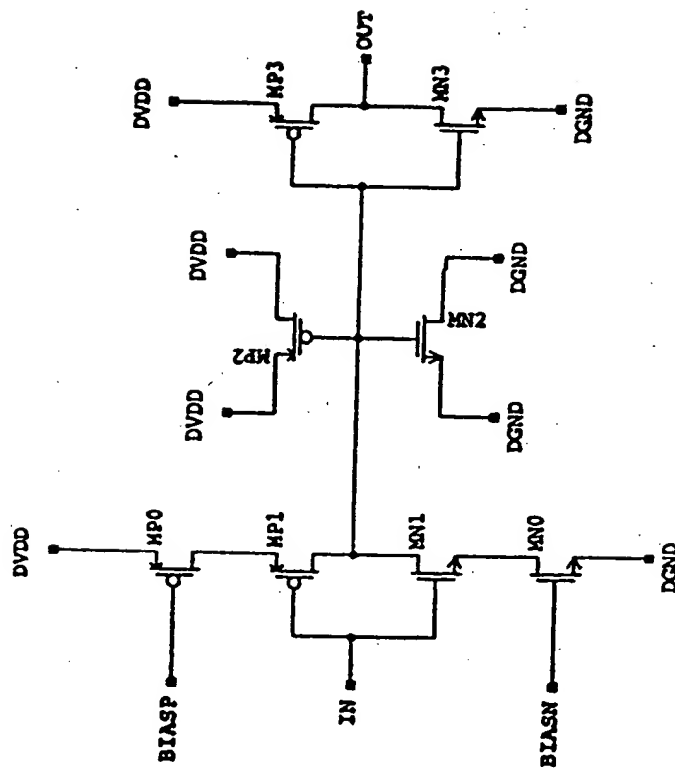 DVDD
MP3
OUT
MN3
DGND
DVDD
DVDD
MP2
MN2
DGND
DGND
DVDD
MP0
BIASP
MP1
IN
MN1
MN0
BIASN
DGND